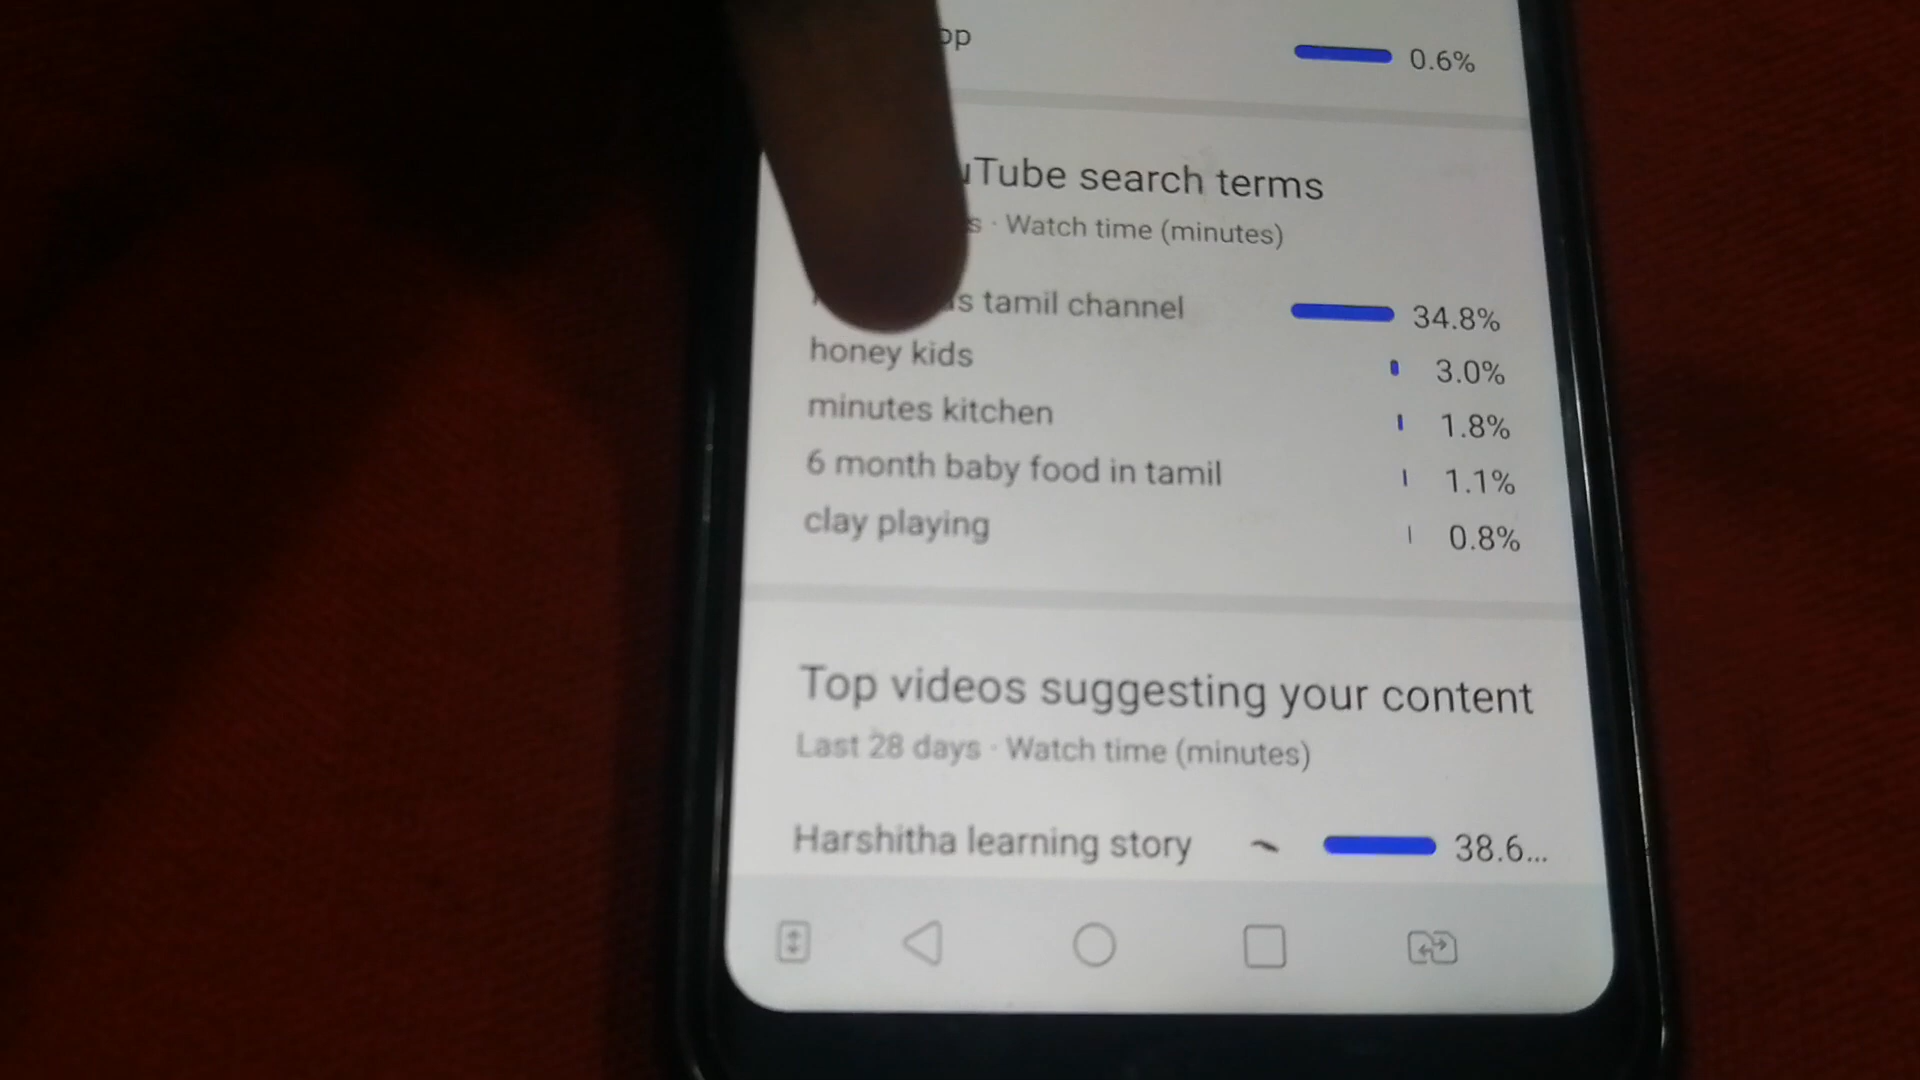 0.6%
YouTube search terms
· Watch time (minutes)
tamil channel 34.8%
honey kids 3.0%
minutes kitchen 1.8%
6 month baby food in tamil 1.1%
clay playing 0.8%
Top videos suggesting your content
Last 28 days · Watch time (minutes)
Harshitha learning story 38.6...